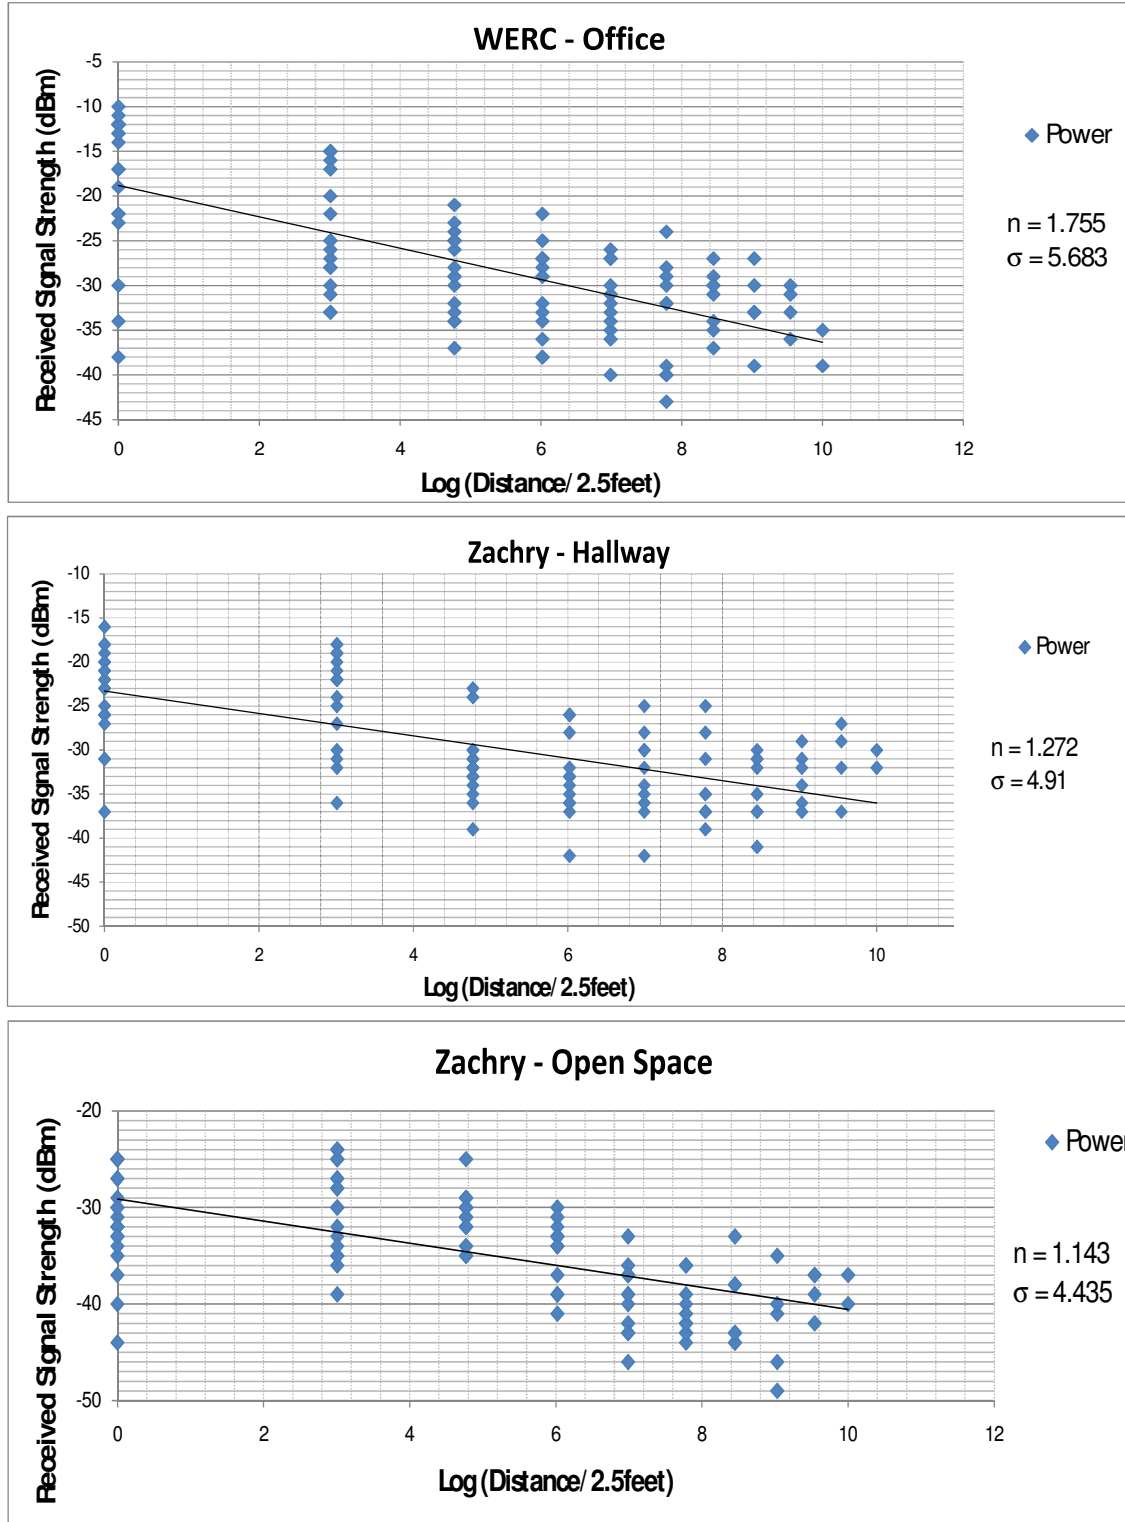 WERC - Office
Received Signal Strength (dBm)
-5
-10
-15
-20
-25
-30
-35
-40
-45
0 2 4 6 8 10 12
Log (Distance/ 2.5feet)
Power
n = 1.755
σ = 5.683
Zachry - Hallway
Received Signal Strength (dBm)
-10
-15
-20
-25
-30
-35
-40
-45
-50
0 2 4 6 8 10
Log (Distance/ 2.5feet)
Power
n = 1.272
σ = 4.91
Zachry - Open Space
Received Signal Strength (dBm)
-20
-30
-40
-50
0 2 4 6 8 10 12
Log (Distance/ 2.5feet)
Power
n = 1.143
σ = 4.435